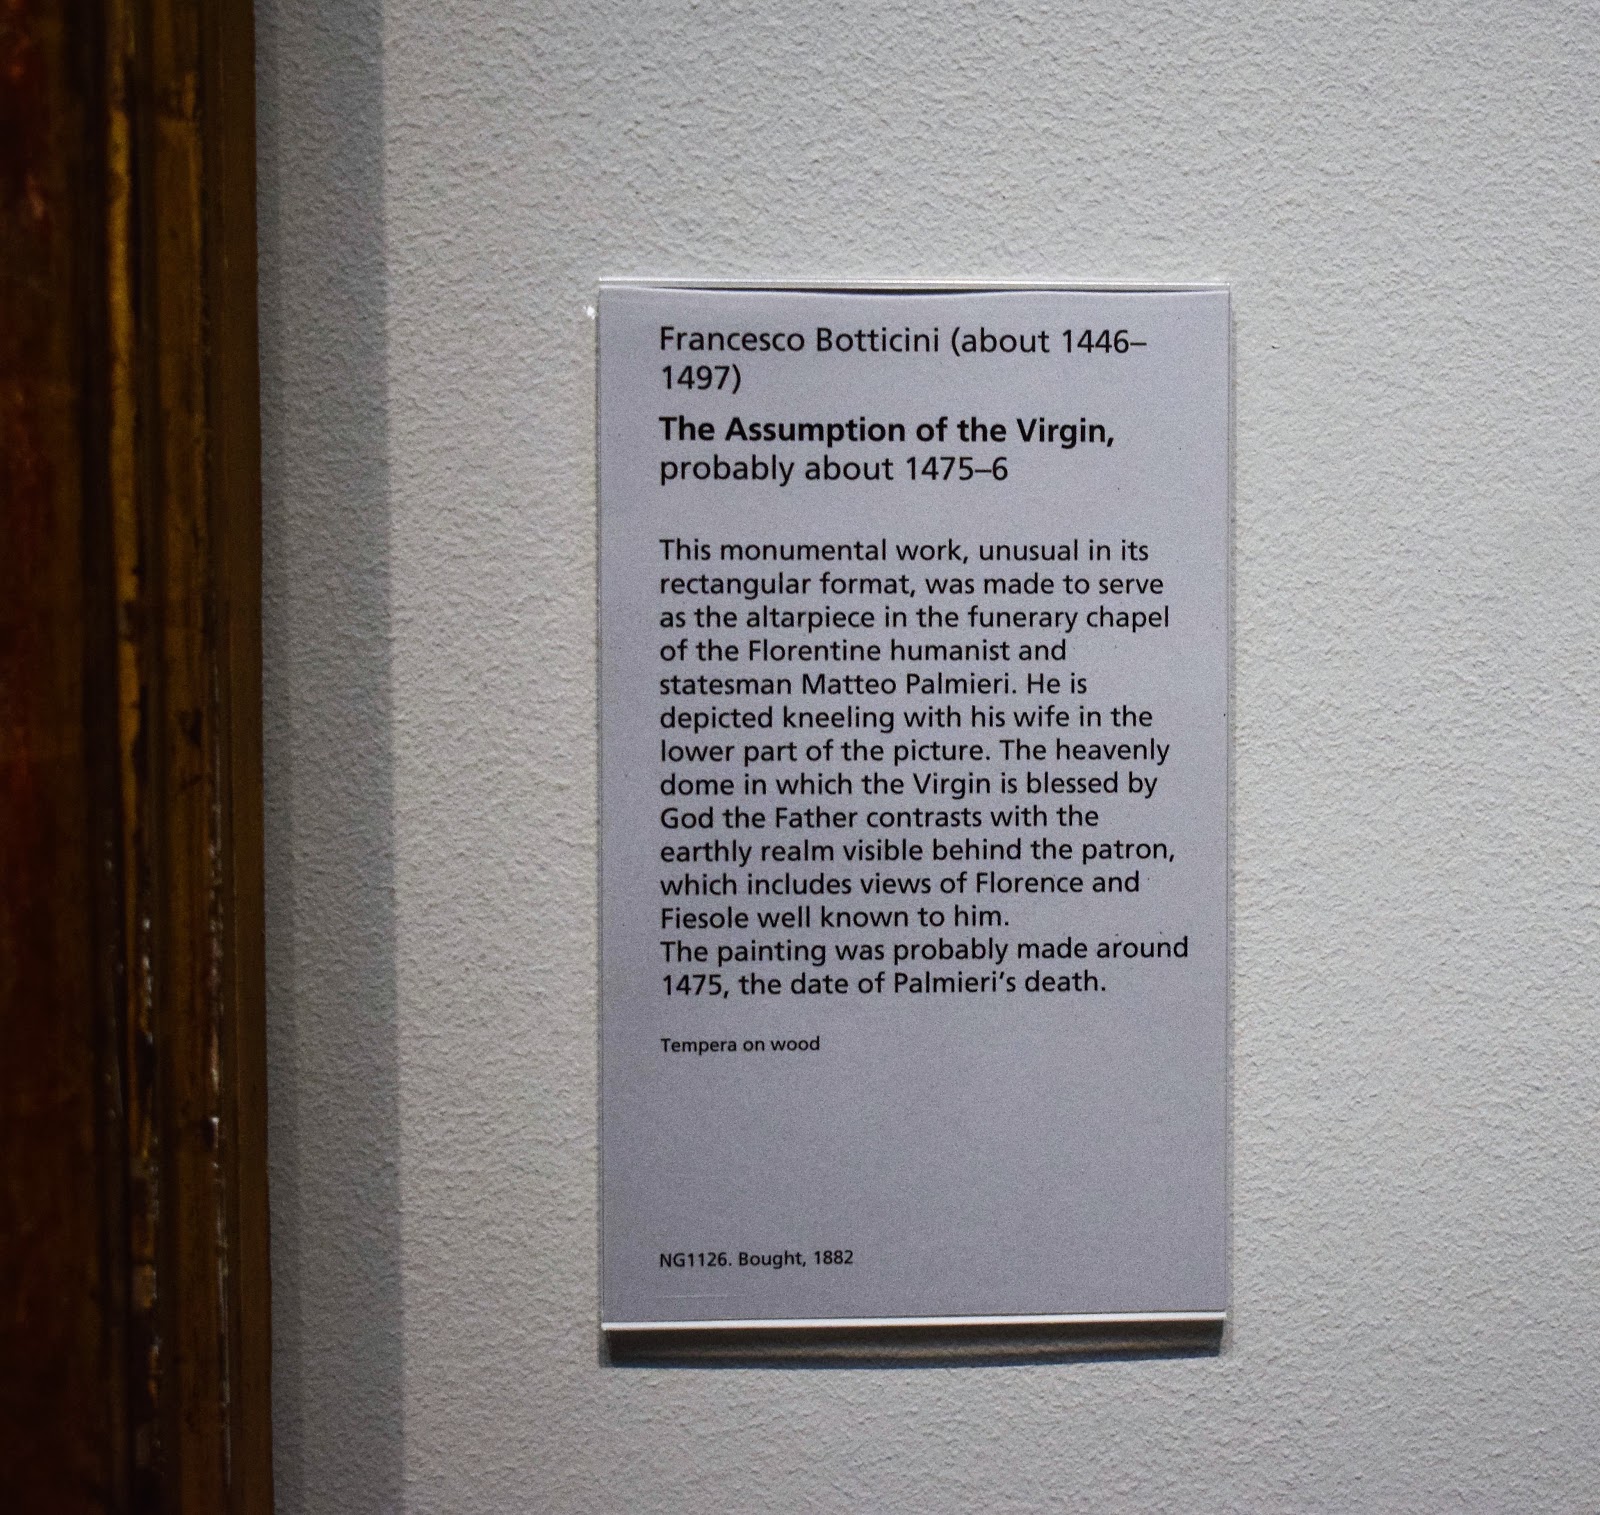 Francesco Botticini (about 1446–
1497)
The Assumption of the Virgin,
probably about 1475–6
This monumental work, unusual in its
rectangular format, was made to serve
as the altarpiece in the funerary chapel
of the Florentine humanist and
statesman Matteo Palmieri. He is
depicted kneeling with his wife in the
lower part of the picture. The heavenly
dome in which the Virgin is blessed by
God the Father contrasts with the
earthly realm visible behind the patron,
which includes views of Florence and
Fiesole well known to him.
The painting was probably made around
1475, the date of Palmieri’s death.
Tempera on wood
NG1126. Bought, 1882